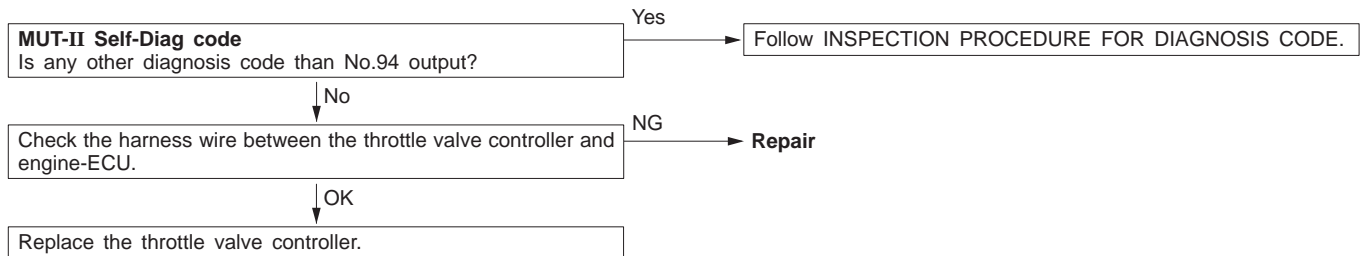 MUT-II Self-Diag code
Is any other diagnosis code than No.94 output?
Yes
Follow INSPECTION PROCEDURE FOR DIAGNOSIS CODE.
No
Check the harness wire between the throttle valve controller and
engine-ECU.
NG
Repair
OK
Replace the throttle valve controller.